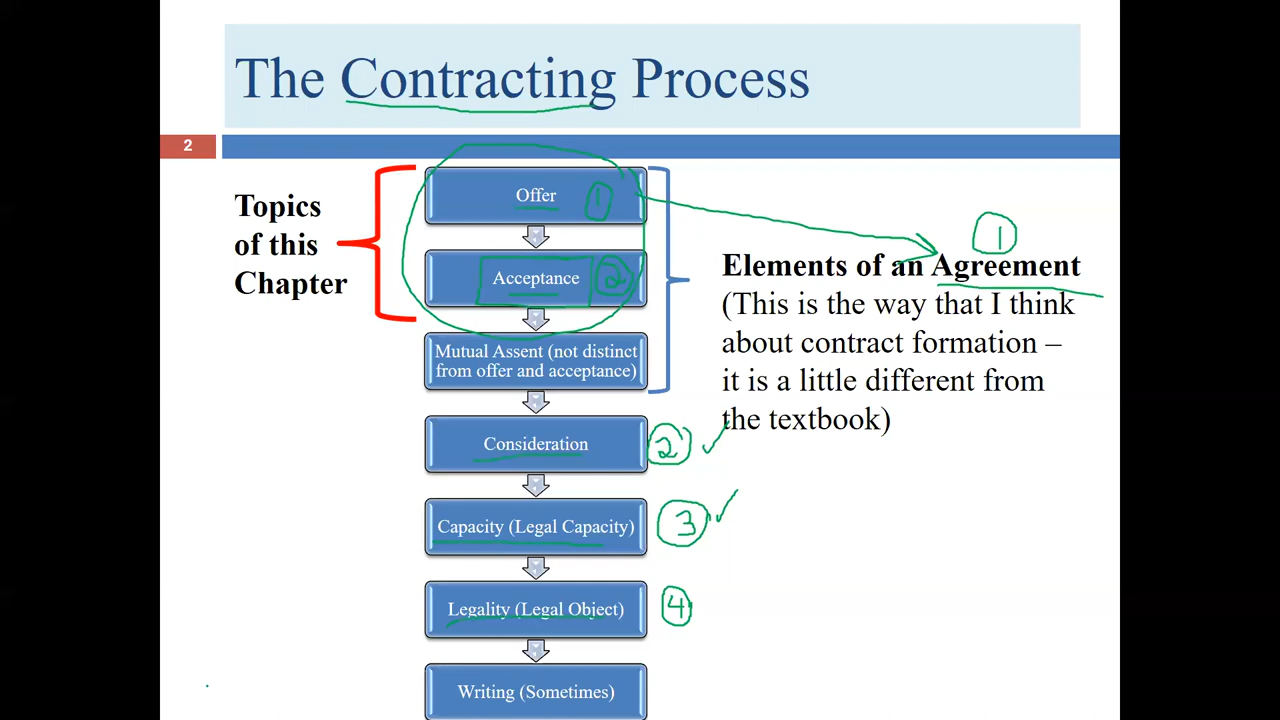 The Contracting Process
2
Topics
of this
Chapter
Offer
1
Acceptance
2
Mutual Assent (not distinct
from offer and acceptance)
1
Elements of an Agreement
(This is the way that I think
about contract formation –
it is a little different from
the textbook)
Consideration
2
Capacity (Legal Capacity)
3
Legality (Legal Object)
4
Writing (Sometimes)